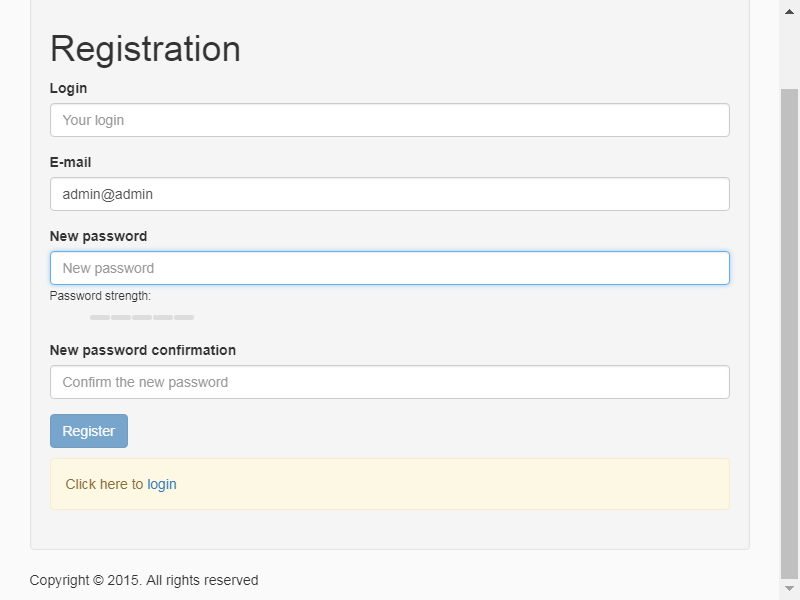 Registration
Login
Your login
E-mail
admin@admin
New password
New password
Password strength:
New password confirmation
Confirm the new password
Register
Click here to login
Copyright © 2015. All rights reserved